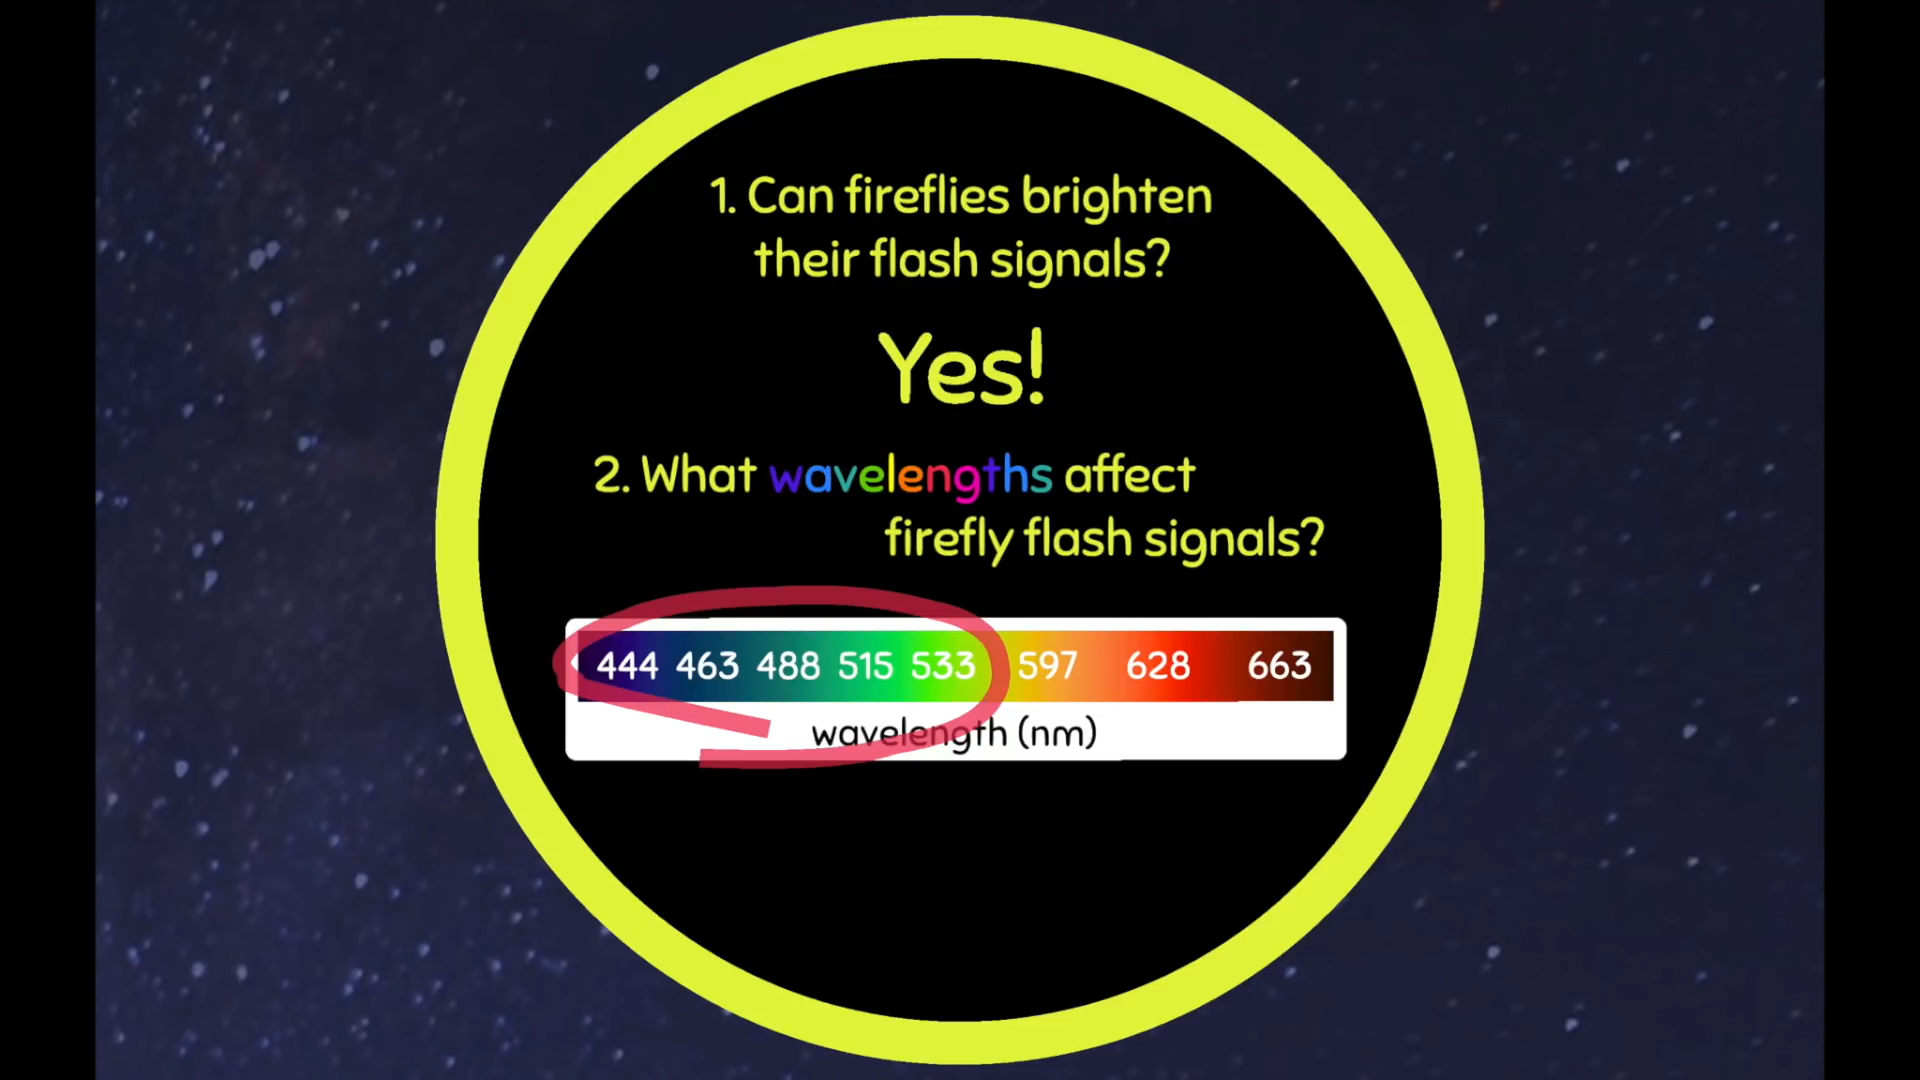 1. Can fireflies brighten
their flash signals?
Yes!
2. What wavelengths affect
firefly flash signals?
444 463 488 515 533 597 628 663
wavelength (nm)